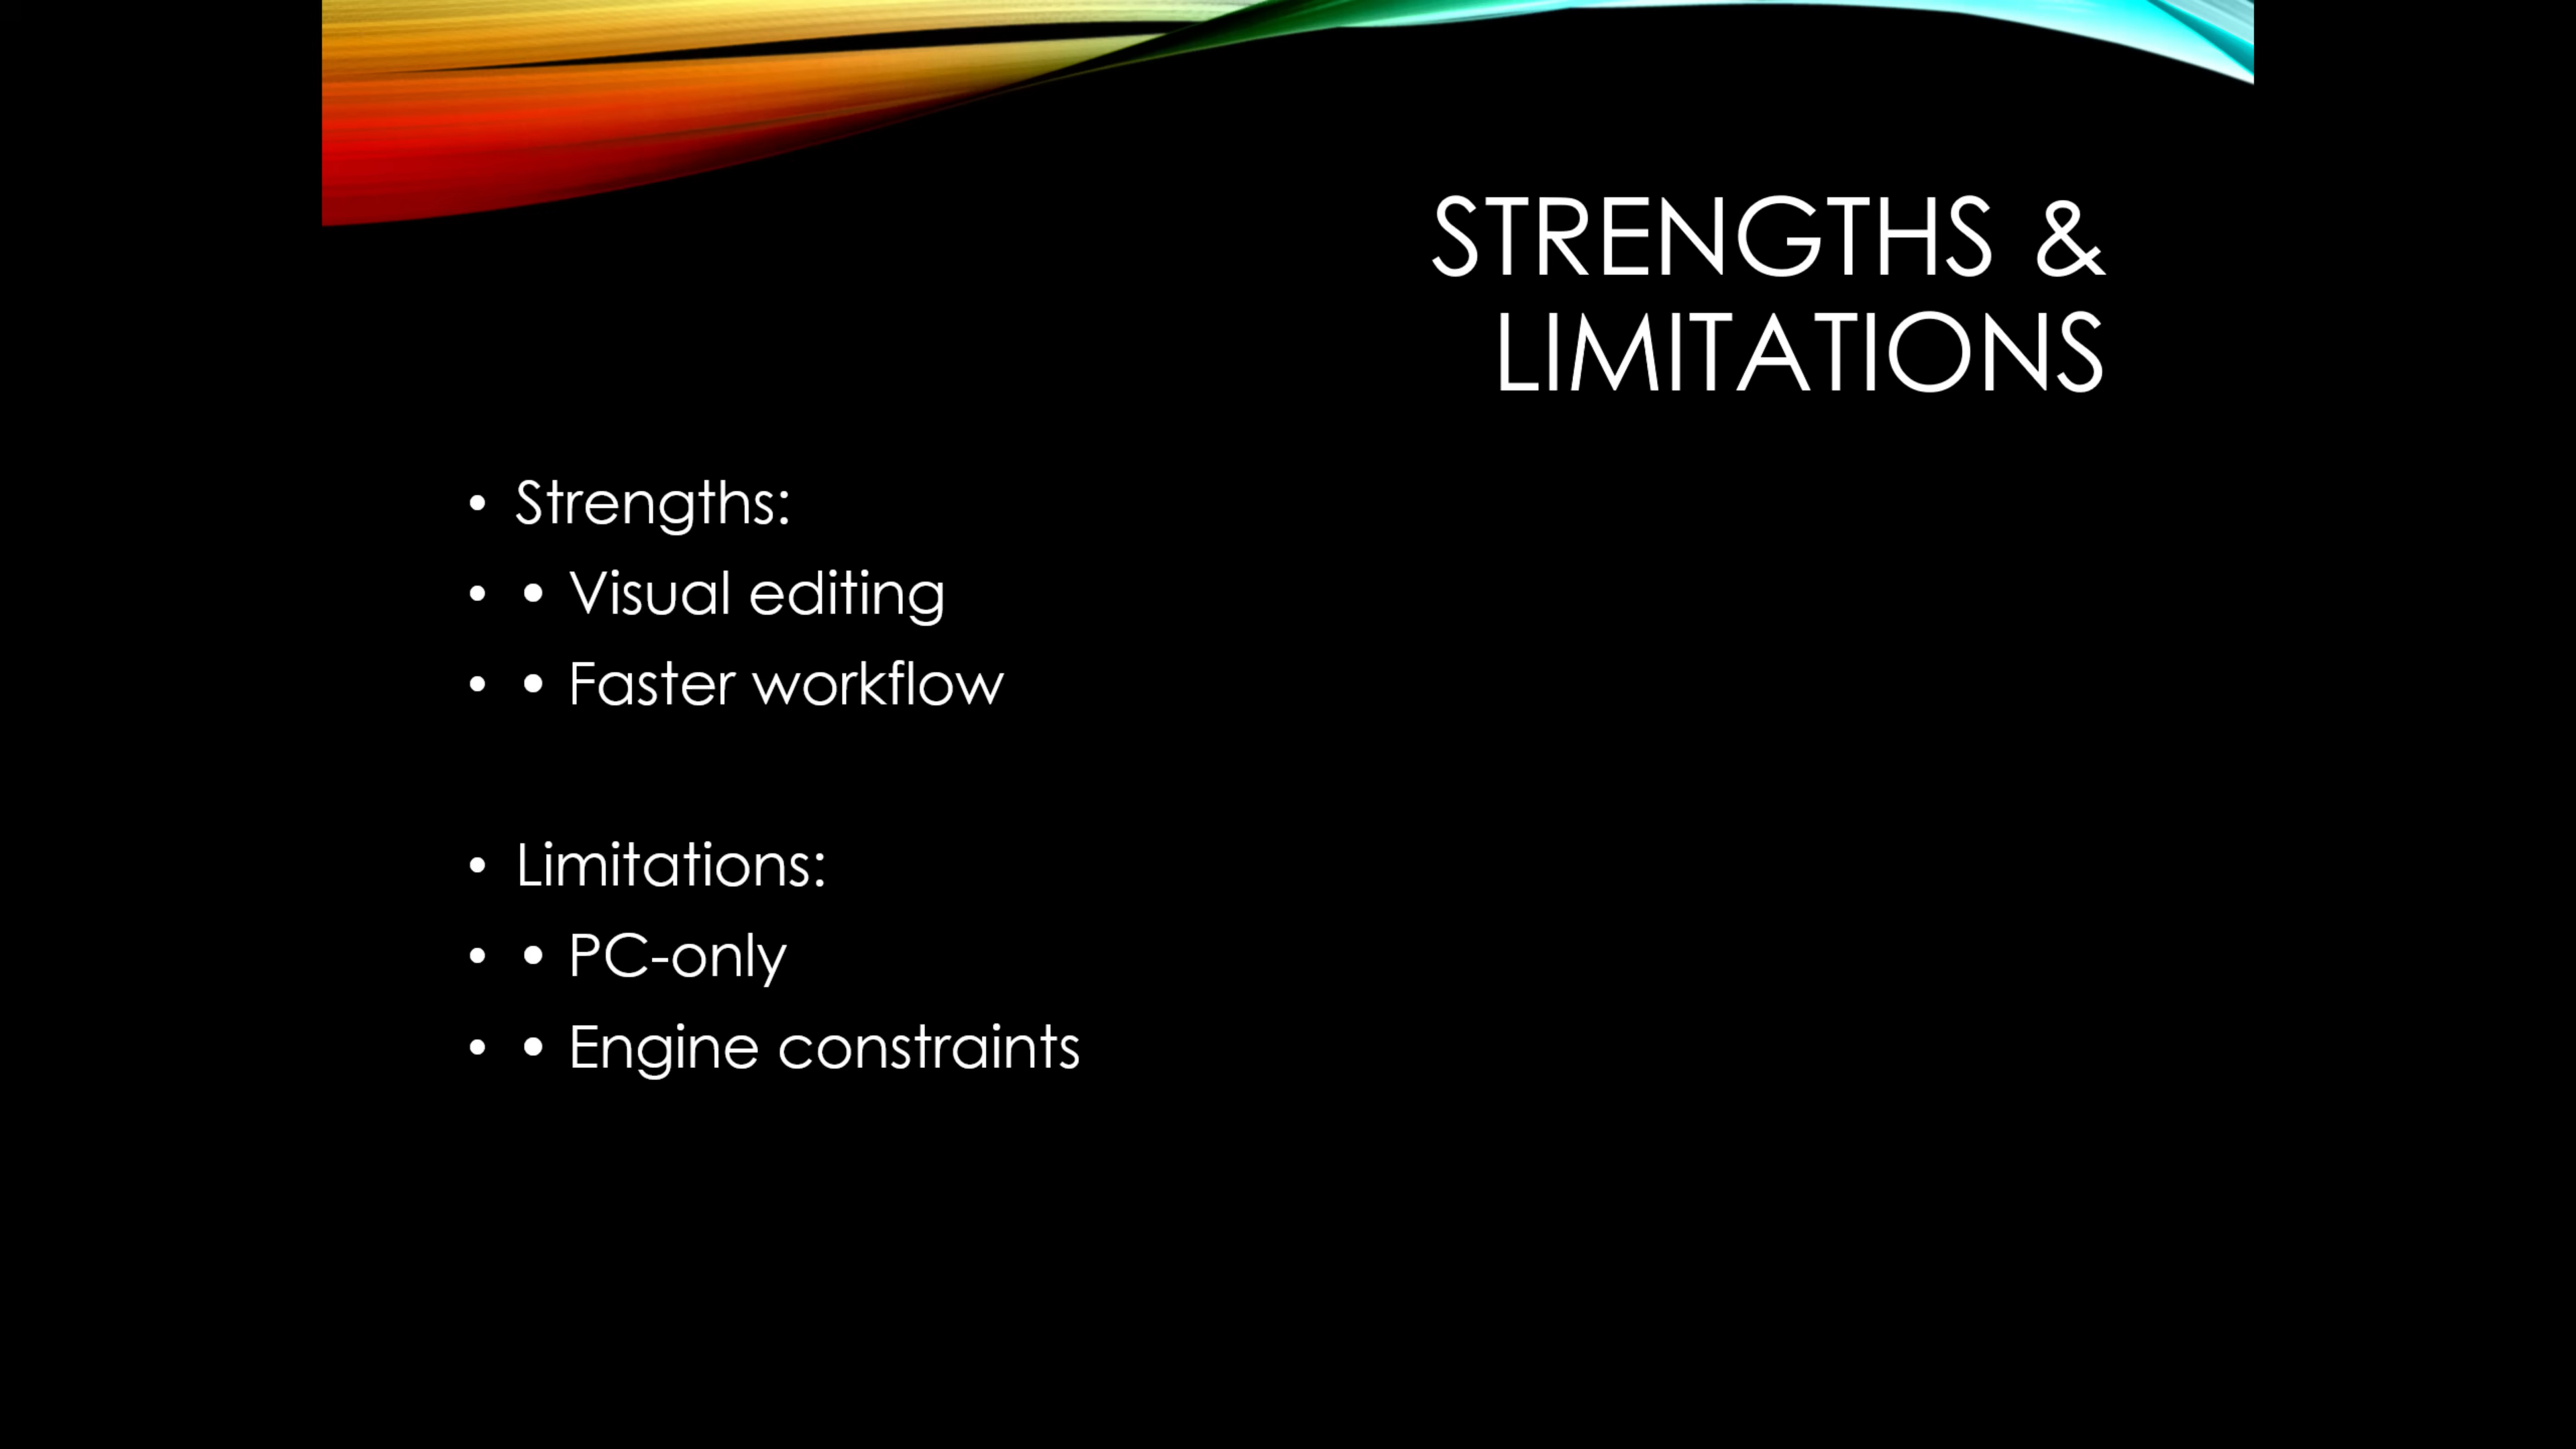 STRENGTHS &
LIMITATIONS
• Strengths:
• • Visual editing
• • Faster workflow
• Limitations:
• • PC-only
• • Engine constraints